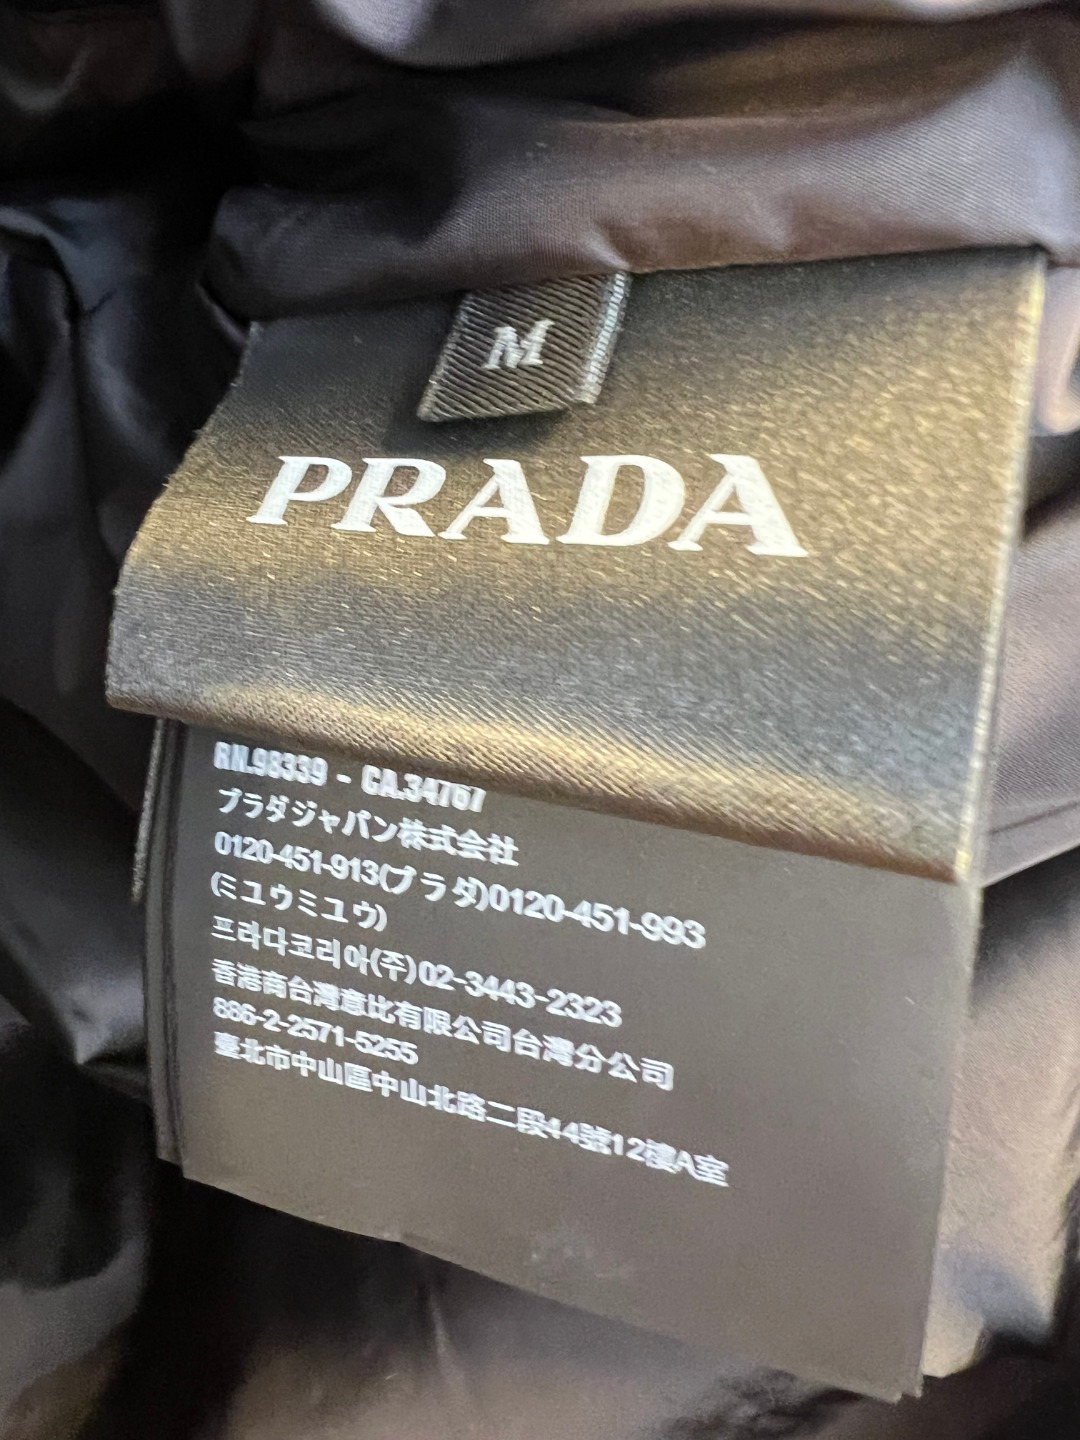 M
PRADA
RN.98339 - CA.34767
プラダジャパン株式会社
0120-451-913(プラダ)0120-451-993
(ミユウミユウ)
프라다코리아(주)02-3443-2323
香港商台灣意比有限公司台灣分公司
886-2-2571-5255
臺北市中山區中山北路二段44號12樓A室